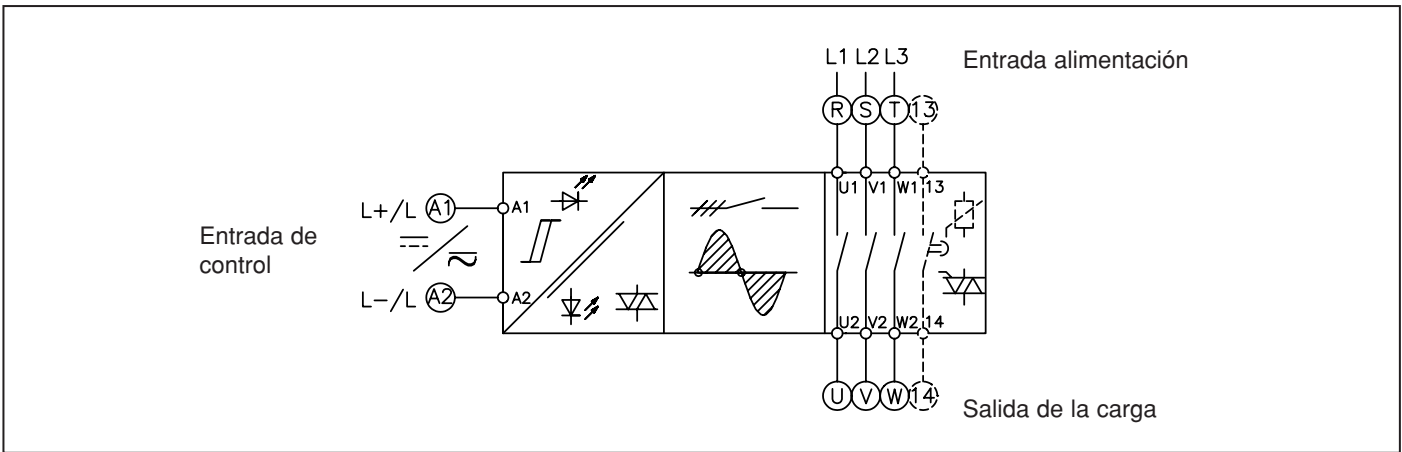 L1 L2 L3
Entrada alimentación
R S T 13
U1 V1 W1 13
L+/L A1 A1
Entrada de
control
L-/L A2 A2
U2 V2 W2 14
U V W 14
Salida de la carga